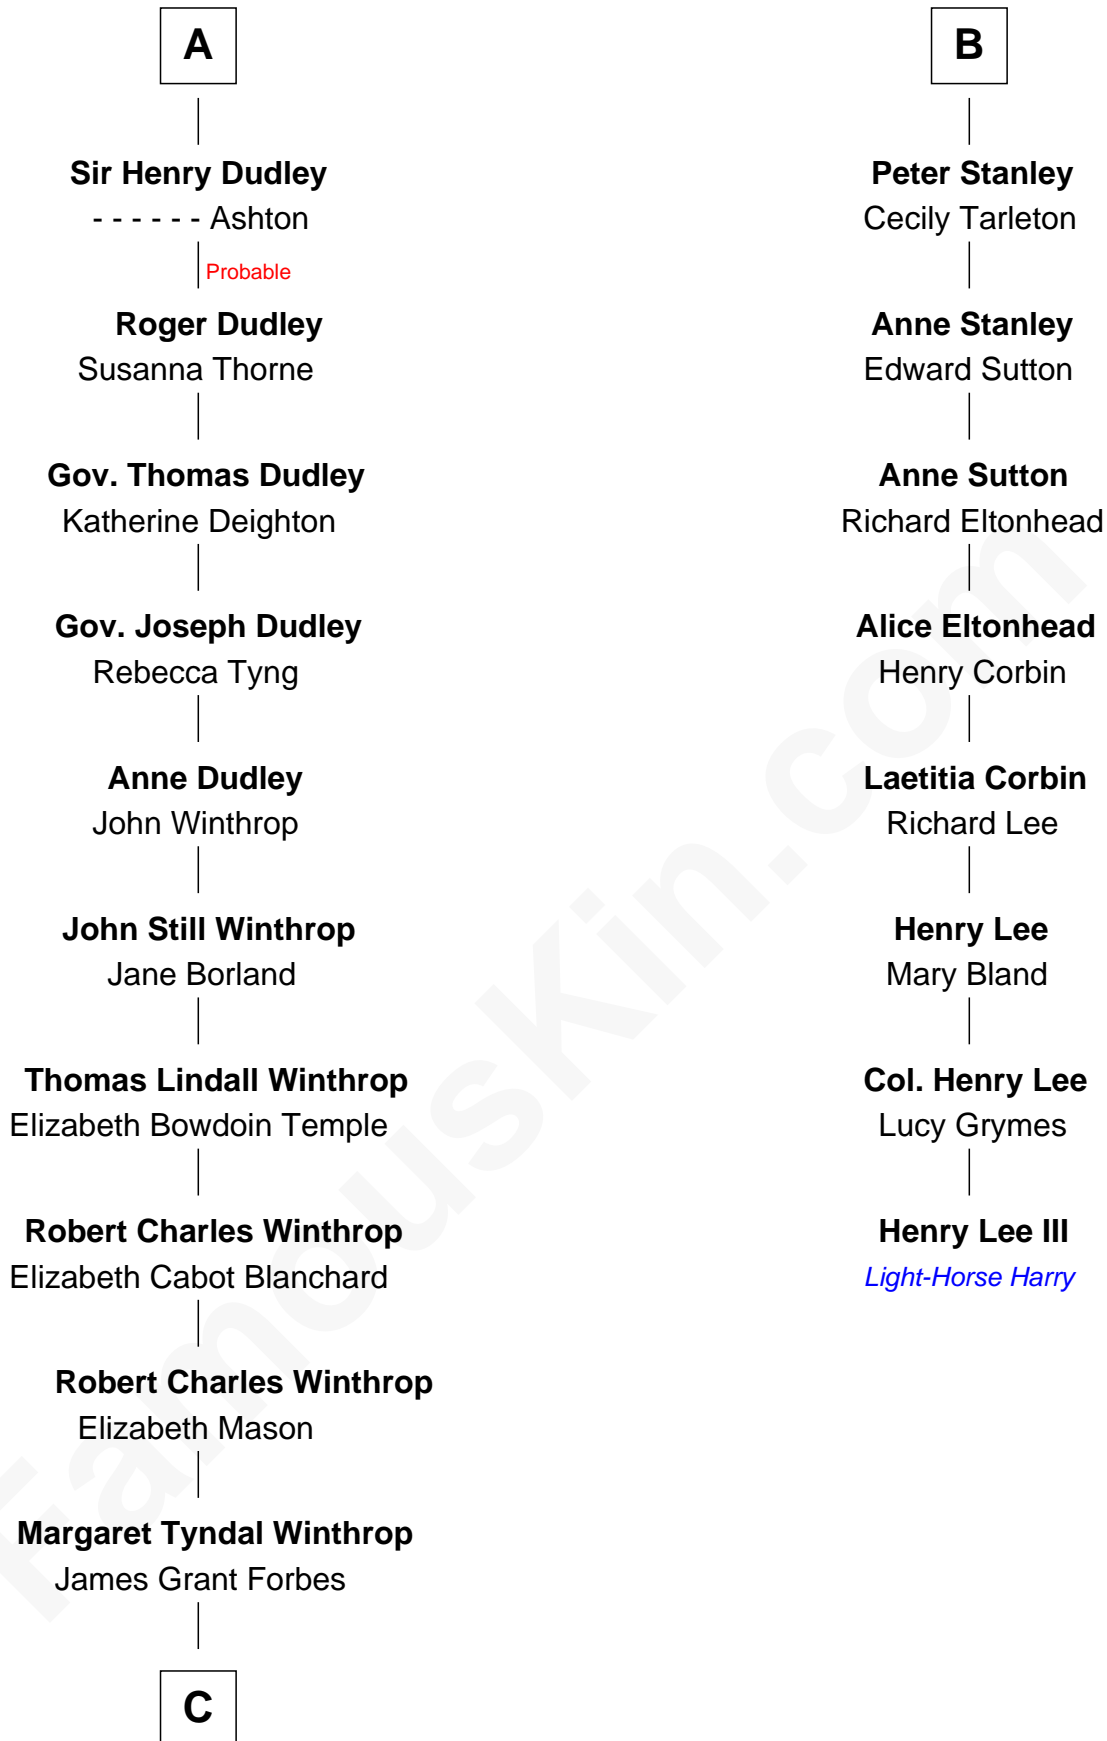 A
Sir Henry Dudley
- - - - - - Ashton
Probable
Roger Dudley
Susanna Thorne
Gov. Thomas Dudley
Katherine Deighton
Gov. Joseph Dudley
Rebecca Tyng
Anne Dudley
John Winthrop
John Still Winthrop
Jane Borland
Thomas Lindall Winthrop
Elizabeth Bowdoin Temple
Robert Charles Winthrop
Elizabeth Cabot Blanchard
Robert Charles Winthrop
Elizabeth Mason
Margaret Tyndal Winthrop
James Grant Forbes
C
B
Peter Stanley
Cecily Tarleton
Anne Stanley
Edward Sutton
Anne Sutton
Richard Eltonhead
Alice Eltonhead
Henry Corbin
Laetitia Corbin
Richard Lee
Henry Lee
Mary Bland
Col. Henry Lee
Lucy Grymes
Henry Lee III
Light-Horse Harry
FamousKin.com